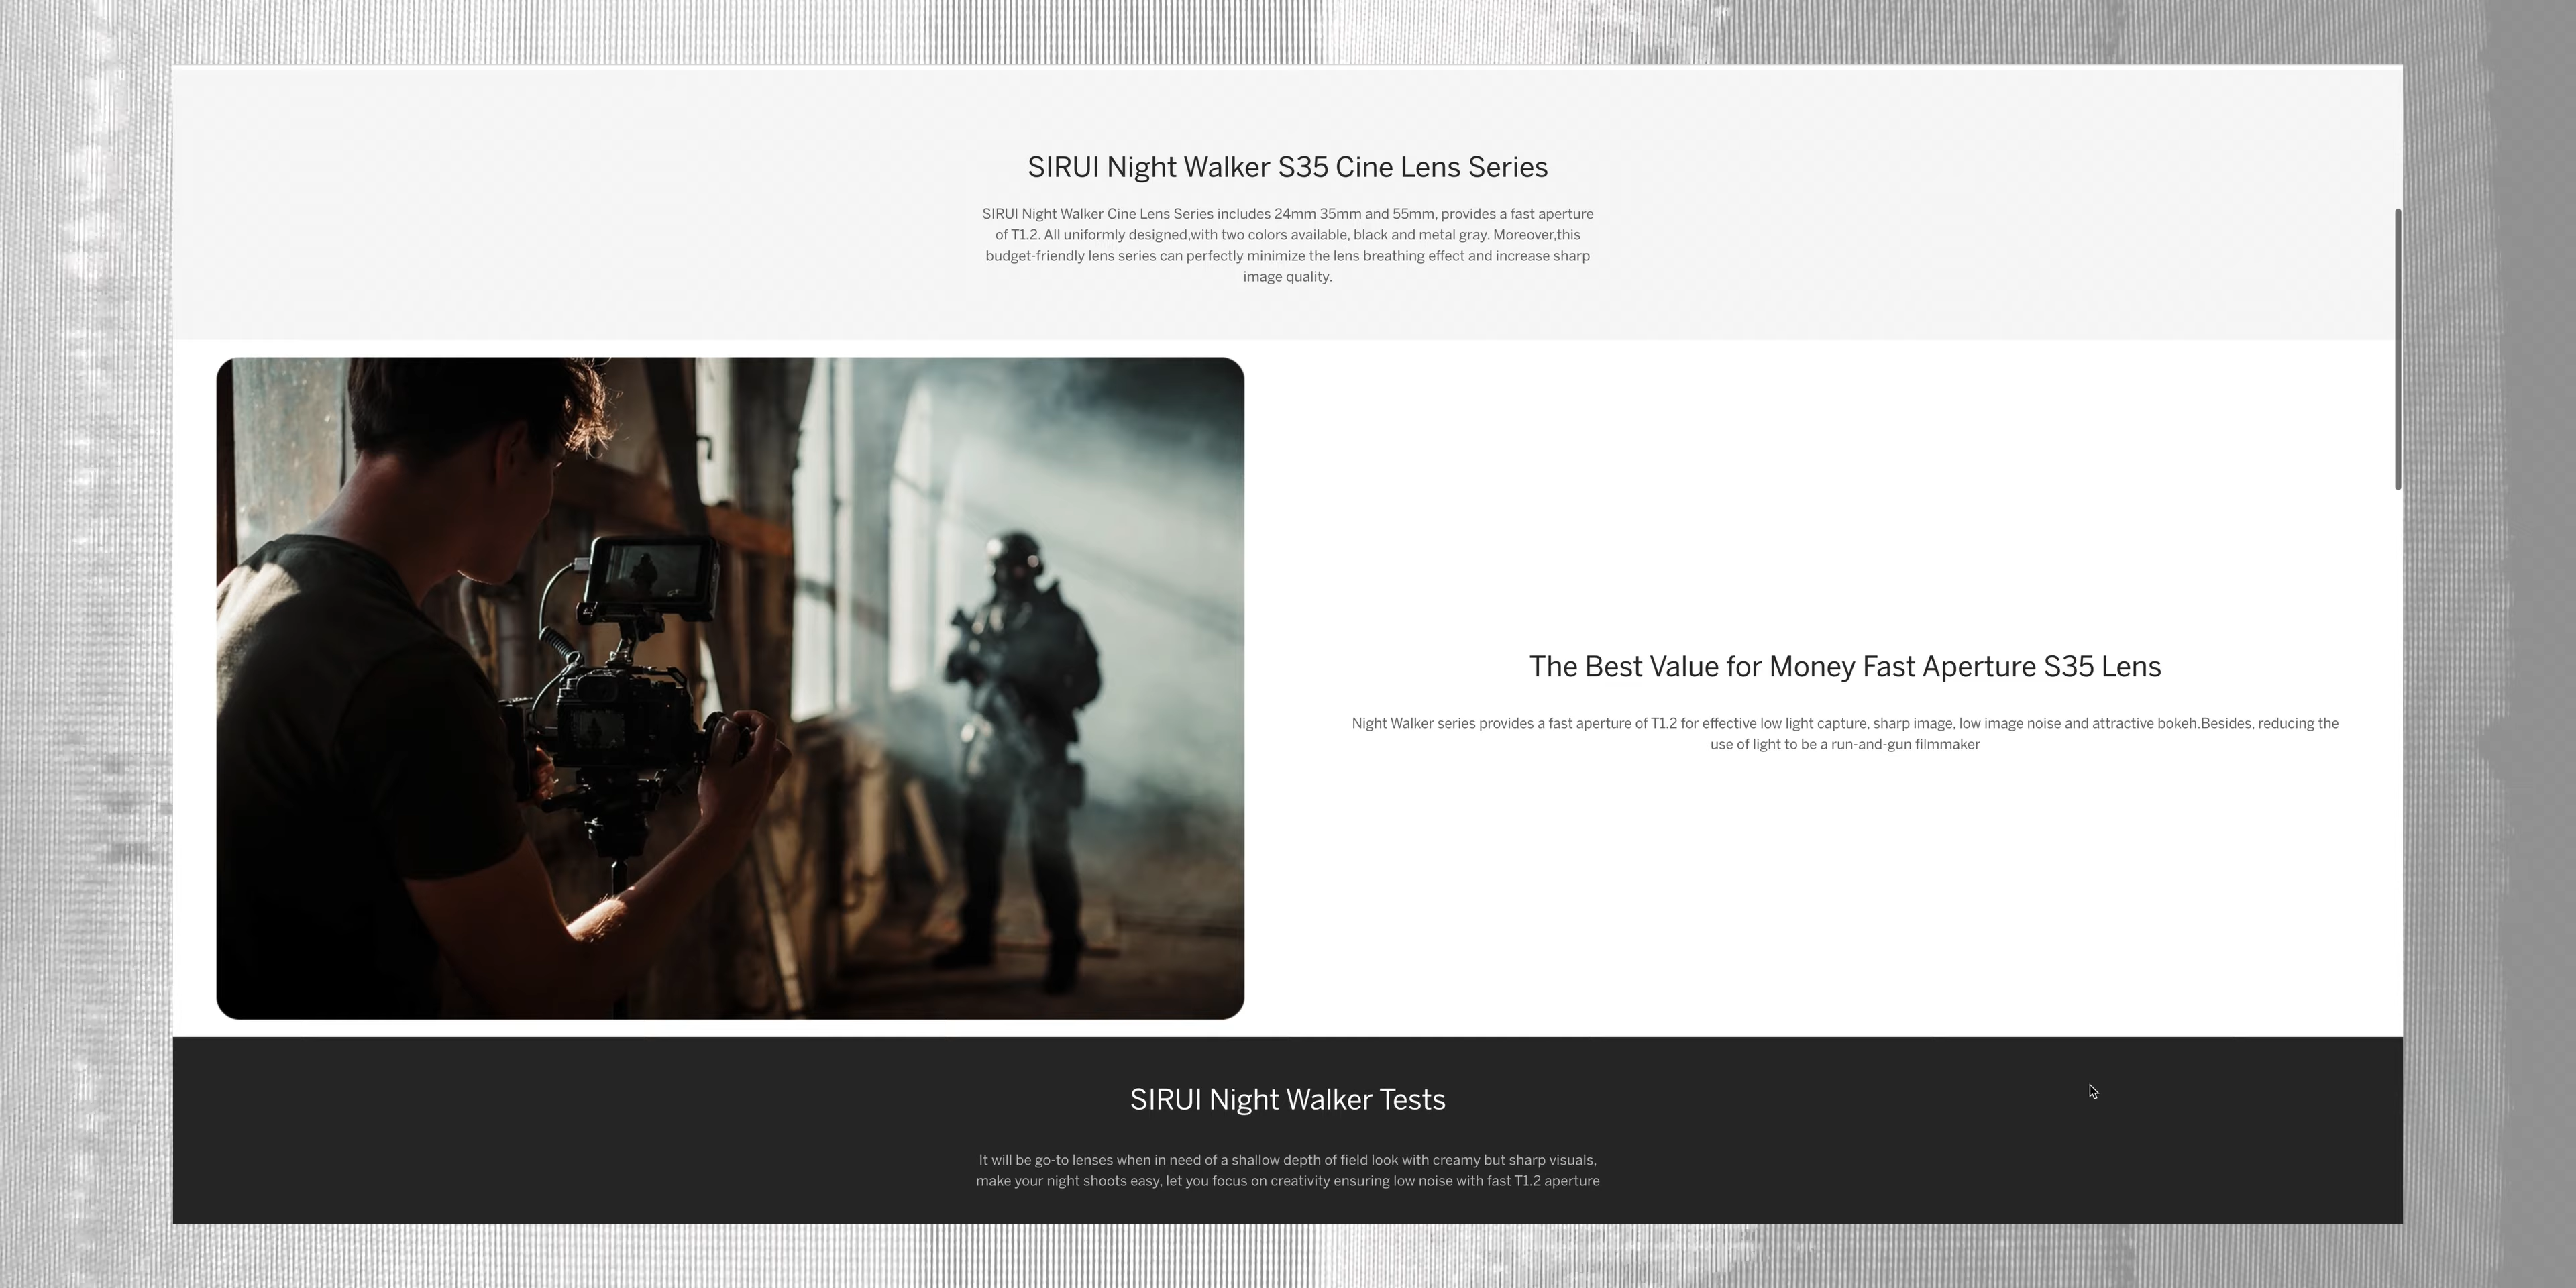 SIRUI Night Walker S35 Cine Lens Series
SIRUI Night Walker Cine Lens Series includes 24mm 35mm and 55mm, provides a fast aperture
of T1.2. All uniformly designed,with two colors available, black and metal gray. Moreover,this
budget-friendly lens series can perfectly minimize the lens breathing effect and increase sharp
image quality.
The Best Value for Money Fast Aperture S35 Lens
Night Walker series provides a fast aperture of T1.2 for effective low light capture, sharp image, low image noise and attractive bokeh.Besides, reducing the
use of light to be a run-and-gun filmmaker
SIRUI Night Walker Tests
It will be go-to lenses when in need of a shallow depth of field look with creamy but sharp visuals,
make your night shoots easy, let you focus on creativity ensuring low noise with fast T1.2 aperture